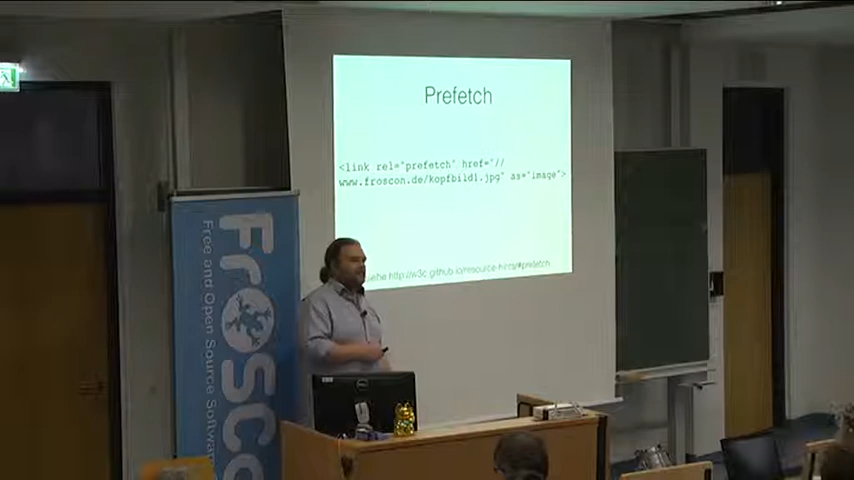 Prefetch
<link rel="prefetch" href="//
www.froscon.de/kopfbild1.jpg" as="image">
http://w3c.github.io/resource-hints/#prefetch
FrOSCon
Free and Open Source Software
DELL